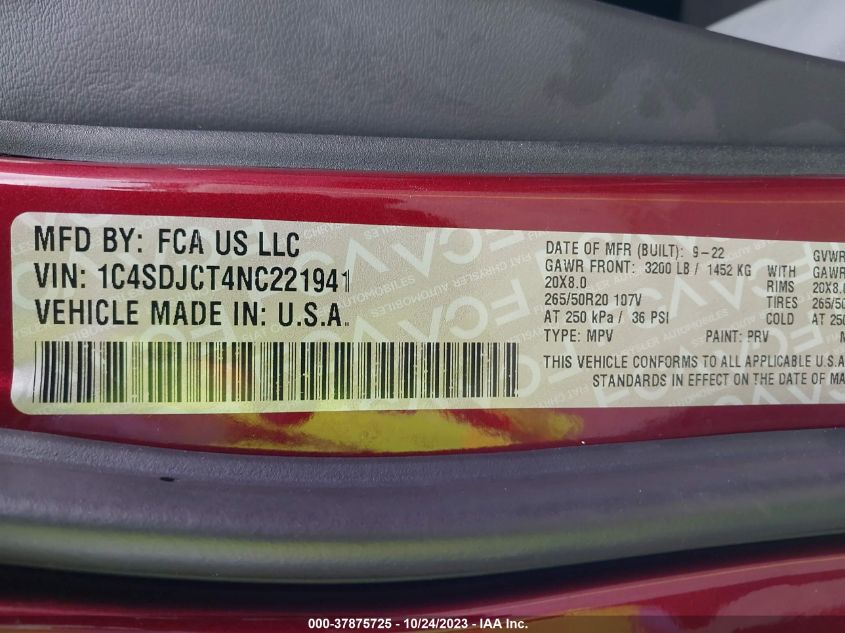 MFD BY: FCA US LLC
VIN: 1C4SDJCT4NC221941
VEHICLE MADE IN: U.S.A.
DATE OF MFR (BUILT): 9-22 GVWR
GAWR FRONT: 3200 LB / 1452 KG WITH GAWR
20X8.0 RIMS 20X8.
265/50R20 107V TIRES 265/50
AT 250 kPa / 36 PSI COLD AT 250
TYPE: MPV PAINT: PRV M
THIS VEHICLE CONFORMS TO ALL APPLICABLE U.S.A
STANDARDS IN EFFECT ON THE DATE OF MA
000-37875725 - 10/24/2023 - © IAA Inc.